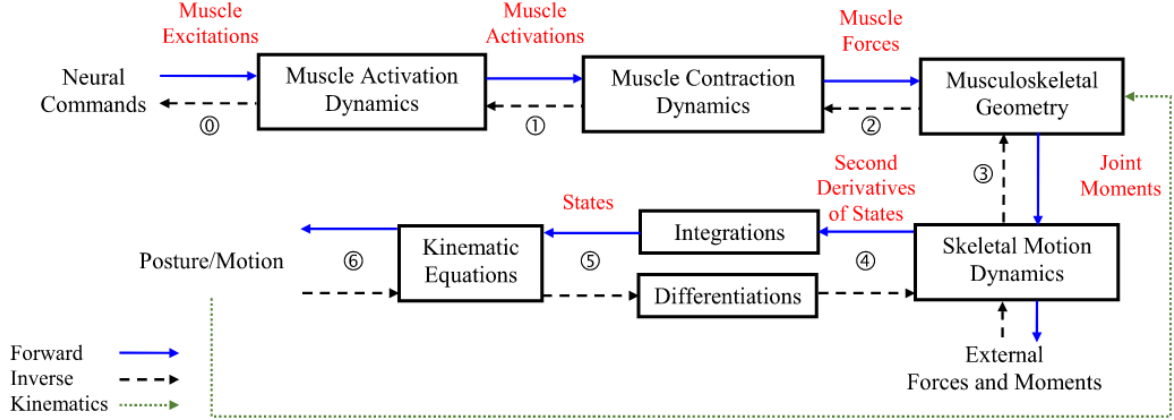 Muscle
Excitations
Muscle
Activations
Muscle
Forces
Neural
Commands
Muscle Activation
Dynamics
Muscle Contraction
Dynamics
Musculoskeletal
Geometry
⓪
①
②
③
Joint
Moments
Second
Derivatives
of States
States
Posture/Motion
⑥
Kinematic
Equations
⑤
Integrations
Differentiations
④
Skeletal Motion
Dynamics
External
Forces and Moments
Forward
Inverse
Kinematics